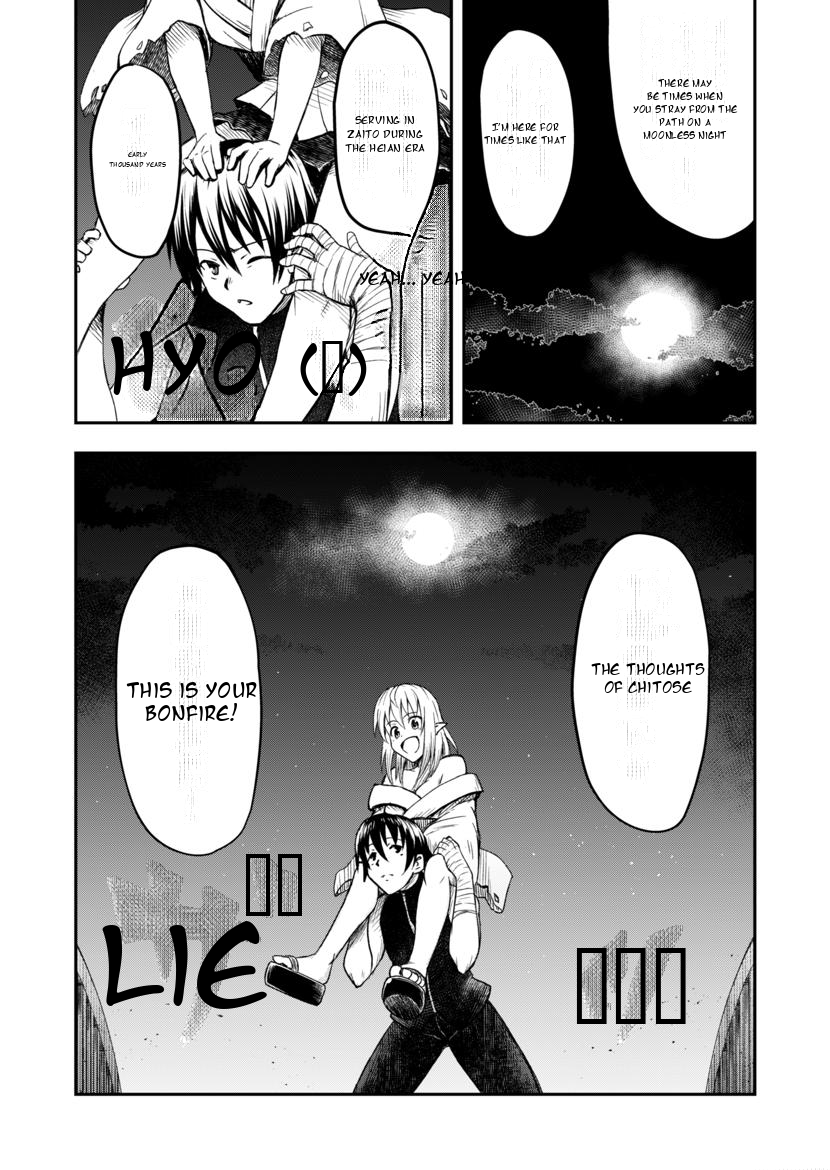 THERE MAY
BE TIMES WHEN
YOU STRAY FROM THE
PATH ON A
MOONLESS NIGHT
I'M HERE FOR
TIMES LIKE THAT
SERVING IN
ZAITO DURING
THE HEIAN ERA
EARLY
THOUSAND YEARS
YEAH... YEAH
HYO (▯)
THE THOUGHTS
OF CHITOSE
THIS IS YOUR
BONFIRE!
▯▯
LIE
▯▯▯